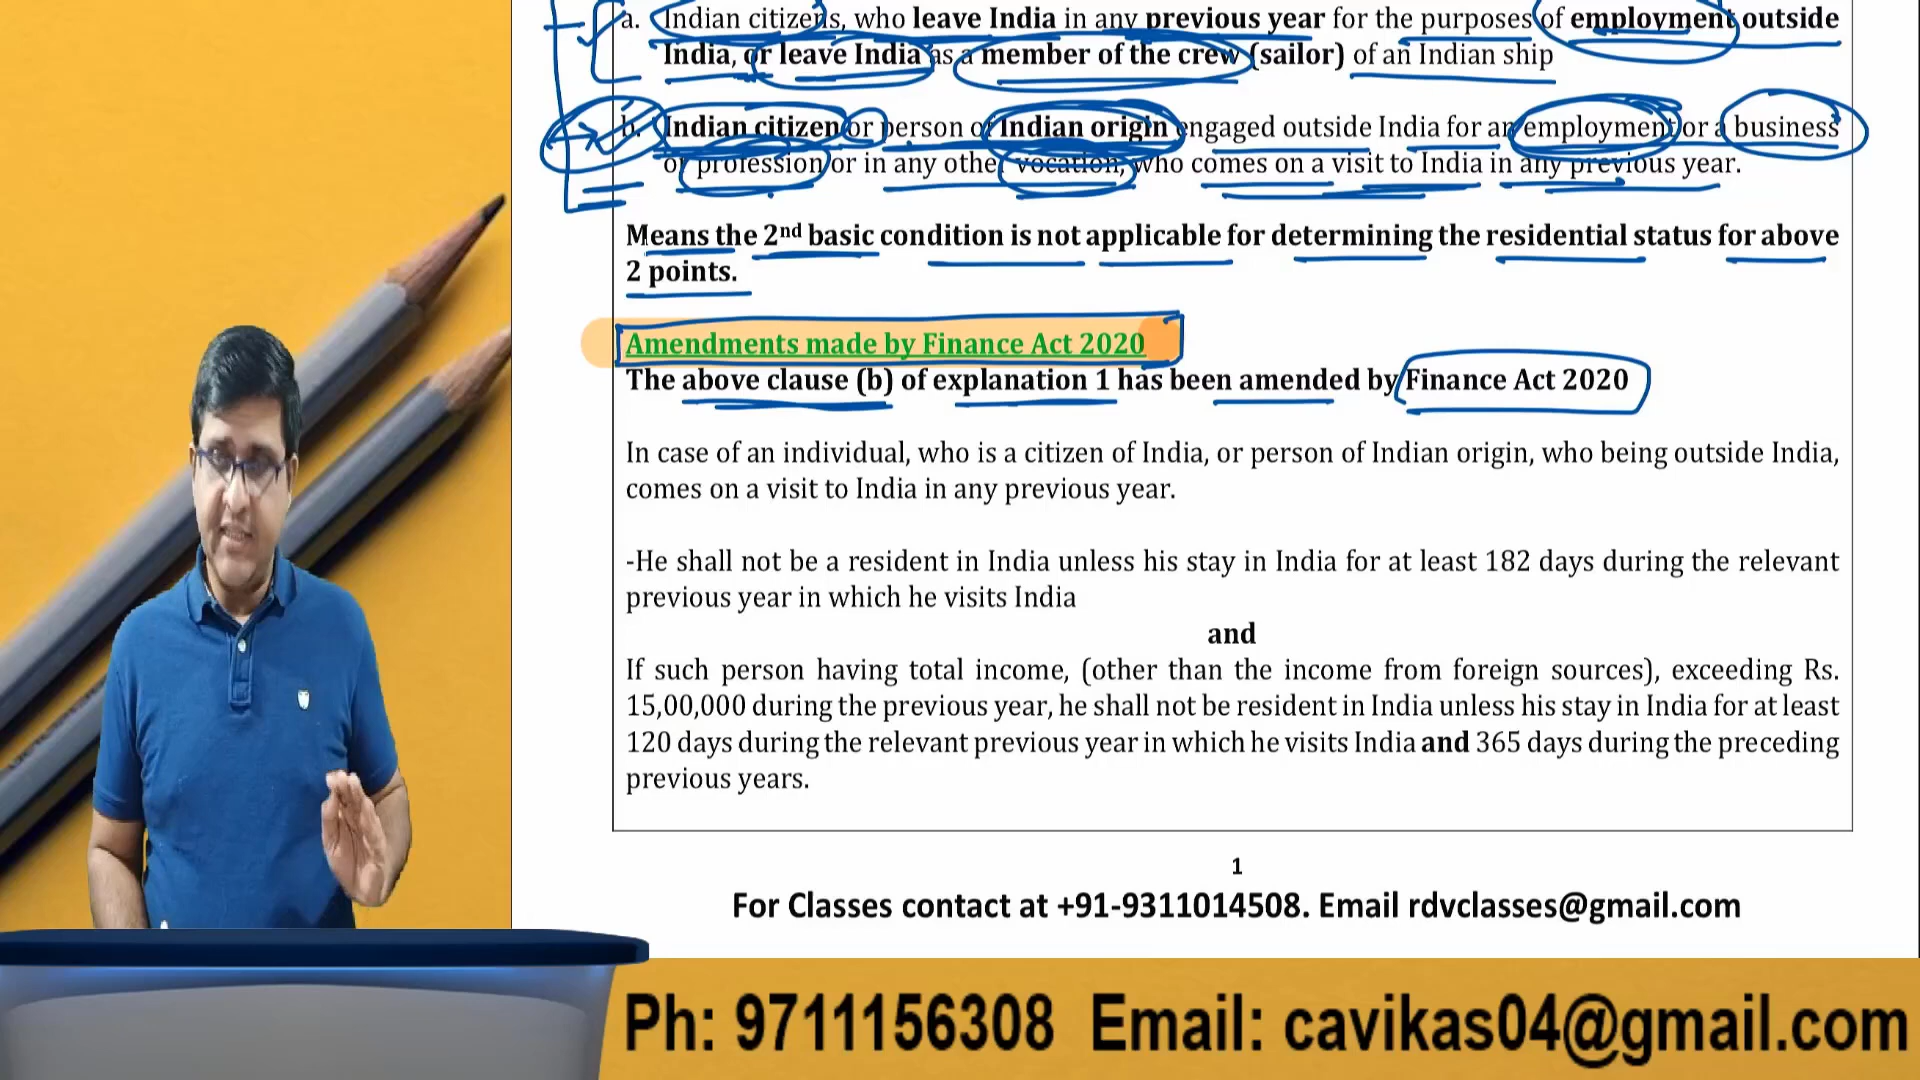 a. Indian citizens, who leave India in any previous year for the purposes of employment outside
India, or leave India as a member of the crew (sailor) of an Indian ship
b. Indian citizen or person of Indian origin engaged outside India for an employment or a business
or profession or in any other vocation, who comes on a visit to India in any previous year.
Means the 2nd basic condition is not applicable for determining the residential status for above
2 points.
Amendments made by Finance Act 2020
The above clause (b) of explanation 1 has been amended by Finance Act 2020
In case of an individual, who is a citizen of India, or person of Indian origin, who being outside India,
comes on a visit to India in any previous year.
-He shall not be a resident in India unless his stay in India for at least 182 days during the relevant
previous year in which he visits India
and
If such person having total income, (other than the income from foreign sources), exceeding Rs.
15,00,000 during the previous year, he shall not be resident in India unless his stay in India for at least
120 days during the relevant previous year in which he visits India and 365 days during the preceding
previous years.
1
For Classes contact at +91-9311014508. Email rdvclasses@gmail.com
Ph: 9711156308 Email: cavikas04@gmail.com